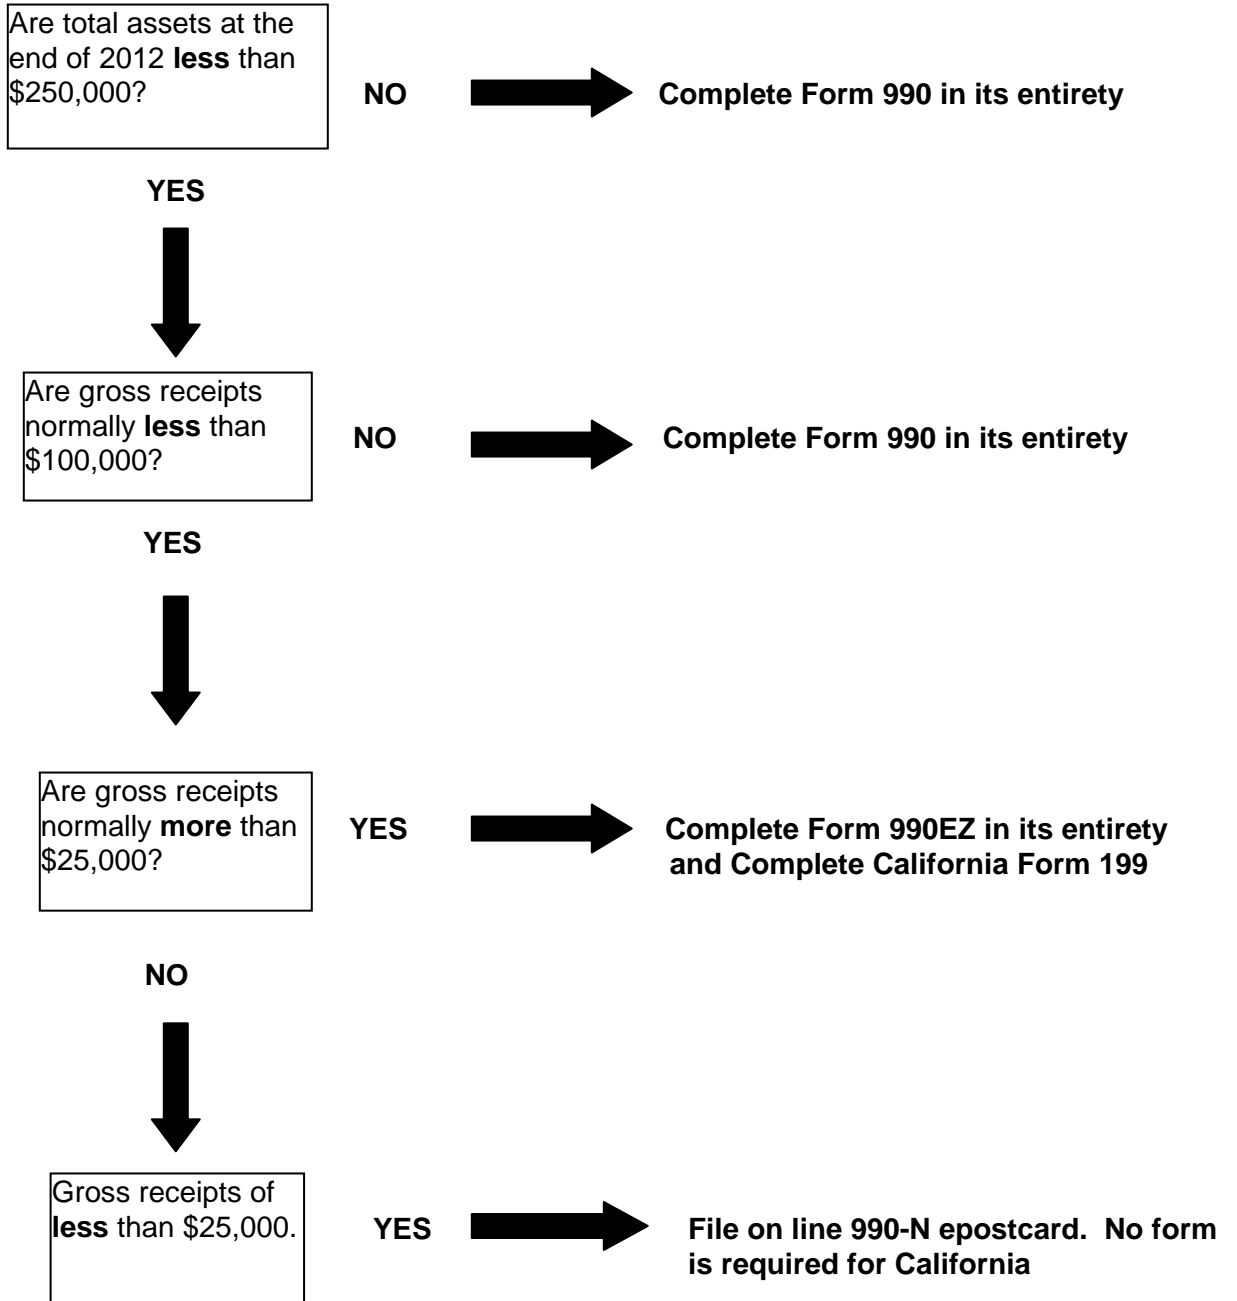 Are total assets at the
end of 2012 less than
$250,000?
NO
Complete Form 990 in its entirety
YES
Are gross receipts
normally less than
$100,000?
NO
Complete Form 990 in its entirety
YES
Are gross receipts
normally more than
$25,000?
YES
Complete Form 990EZ in its entirety
and Complete California Form 199
NO
Gross receipts of
less than $25,000.
YES
File on line 990-N epostcard. No form
is required for California